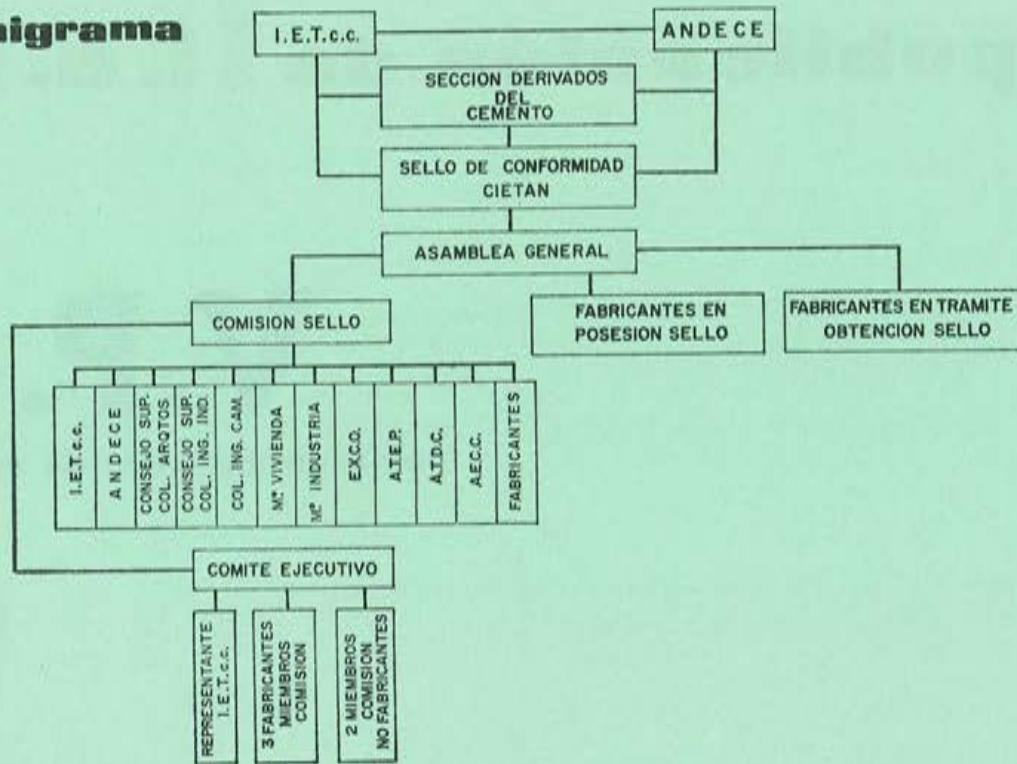 nigrama
I.E.T.c.c.
ANDECE
SECCION DERIVADOS
DEL
CEMENTO
SELLO DE CONFORMIDAD
CIETAN
ASAMBLEA GENERAL
COMISION SELLO
FABRICANTES EN
POSESION SELLO
FABRICANTES EN TRAMITE
OBTENCION SELLO
I.E.T.c.c.
ANDECE
CONSEJO SUP.
COL. ARQTOS
CONSEJO SUP.
COL. ING. IND.
COL. ING. CAM.
Mº VIVIENDA
Mº INDUSTRIA
EX.C.O.
A.T.E.P.
A.T.D.C.
A.E.C.C.
FABRICANTES
COMITE EJECUTIVO
REPRESENTANTE
I.E.T.c.c.
3 FABRICANTES
MIEMBROS
COMISION
2 MIEMBROS
COMISION
NO FABRICANTES